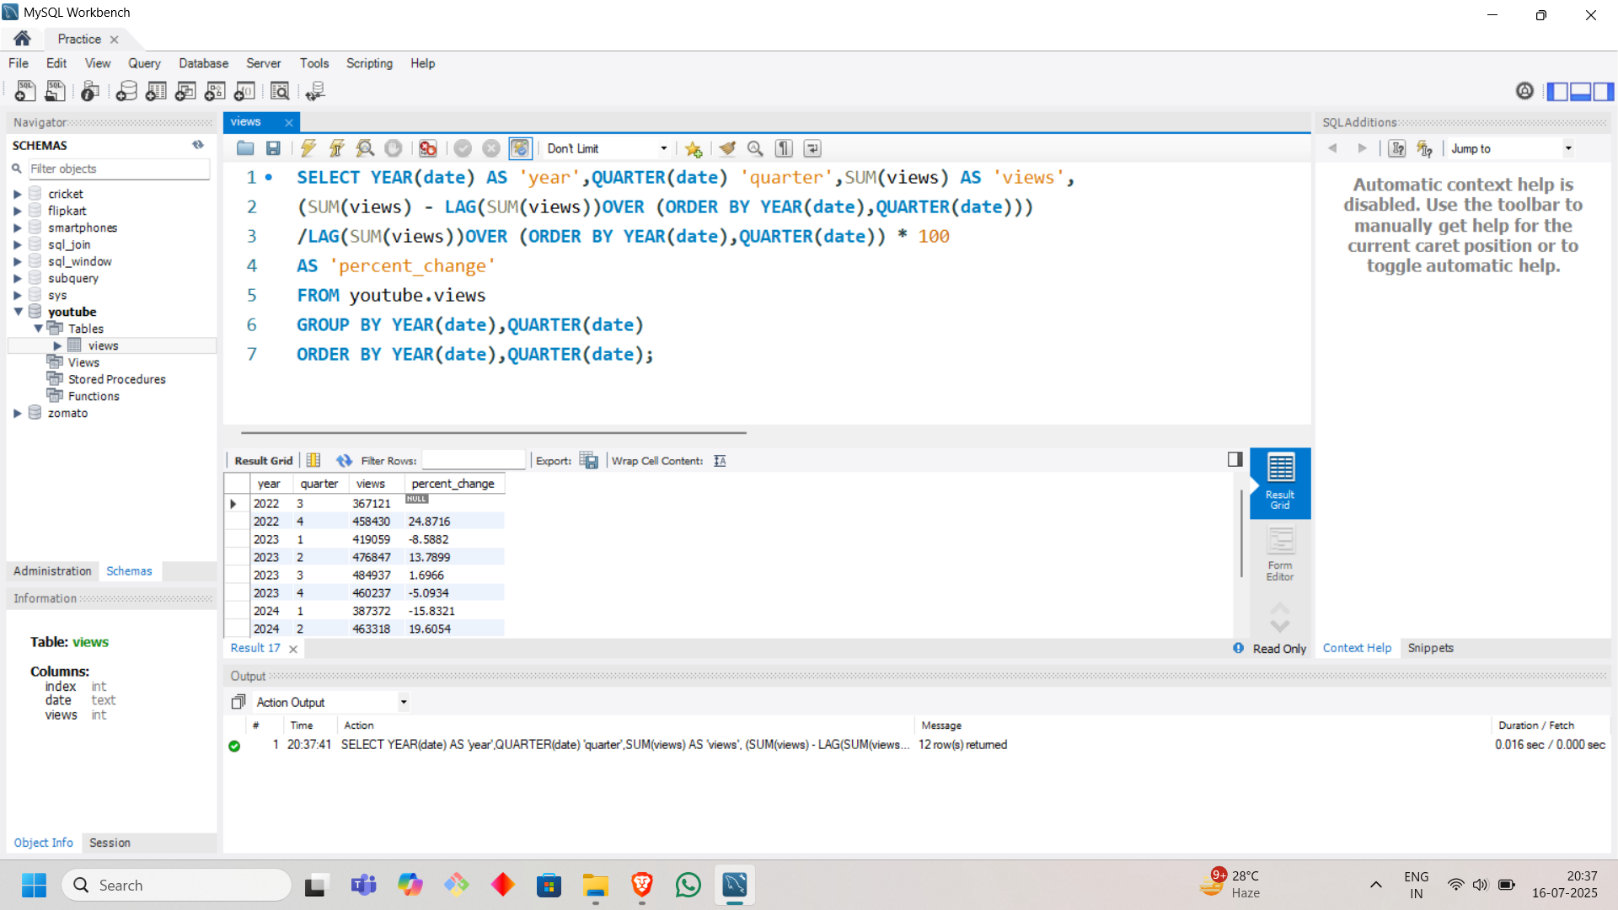 MySQL Workbench
Practice
File Edit View Query Database Server Tools Scripting Help
Navigator
SCHEMAS
Filter objects
cricket
flipkart
smartphones
sql_join
sql_window
subquery
sys
youtube
Tables
views
Views
Stored Procedures
Functions
zomato
Administration Schemas
Information
Table: views
Columns:
index int
date text
views int
Object Info Session
views
Don't Limit
1 SELECT YEAR(date) AS 'year',QUARTER(date) 'quarter',SUM(views) AS 'views',
2 (SUM(views) - LAG(SUM(views))OVER (ORDER BY YEAR(date),QUARTER(date)))
3 /LAG(SUM(views))OVER (ORDER BY YEAR(date),QUARTER(date)) * 100
4 AS 'percent_change'
5 FROM youtube.views
6 GROUP BY YEAR(date),QUARTER(date)
7 ORDER BY YEAR(date),QUARTER(date);
Result Grid Filter Rows: Export: Wrap Cell Content:
year quarter views percent_change
2022 3 367121 NULL
2022 4 458430 24.8716
2023 1 419059 -8.5882
2023 2 476847 13.7899
2023 3 484937 1.6966
2023 4 460237 -5.0934
2024 1 387372 -15.8321
2024 2 463318 19.6054
Result Grid
Form Editor
Result 17
Read Only
SQLAdditions
Jump to
Automatic context help is
disabled. Use the toolbar to
manually get help for the
current caret position or to
toggle automatic help.
Context Help Snippets
Output
Action Output
# Time Action Message Duration / Fetch
1 20:37:41 SELECT YEAR(date) AS 'year',QUARTER(date) 'quarter',SUM(views) AS 'views', (SUM(views) - LAG(SUM(views... 12 row(s) returned 0.016 sec / 0.000 sec
Search
9+
28°C
Haze
ENG
IN
20:37
16-07-2025